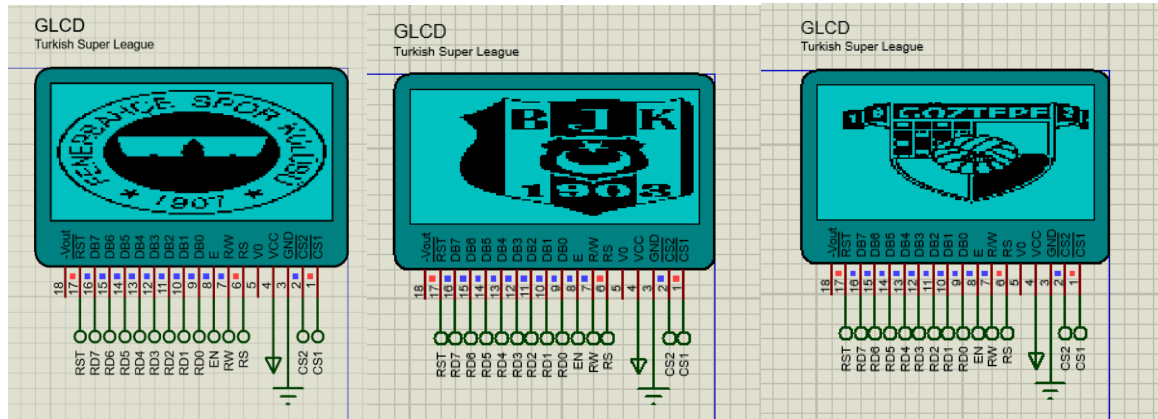 GLCD
Turkish Super League
FENERBAHÇE SPOR KULÜBÜ
1907
-Vout RST DB7 DB6 DB5 DB4 DB3 DB2 DB1 DB0 E R/W RS V0 VCC GND CS2 CS1
18 17 16 15 14 13 12 11 10 9 8 7 6 5 4 3 2 1
RST RD7 RD6 RD5 RD4 RD3 RD2 RD1 RD0 EN RW RS CS2 CS1
GLCD
Turkish Super League
BJK
1903
-Vout RST DB7 DB6 DB5 DB4 DB3 DB2 DB1 DB0 E R/W RS V0 VCC GND CS2 CS1
18 17 16 15 14 13 12 11 10 9 8 7 6 5 4 3 2 1
RST RD7 RD6 RD5 RD4 RD3 RD2 RD1 RD0 EN RW RS CS2 CS1
GLCD
Turkish Super League
GÖZTEPE
-Vout RST DB7 DB6 DB5 DB4 DB3 DB2 DB1 DB0 E R/W RS V0 VCC GND CS2 CS1
18 17 16 15 14 13 12 11 10 9 8 7 6 5 4 3 2 1
RST RD7 RD6 RD5 RD4 RD3 RD2 RD1 RD0 EN RW RS CS2 CS1